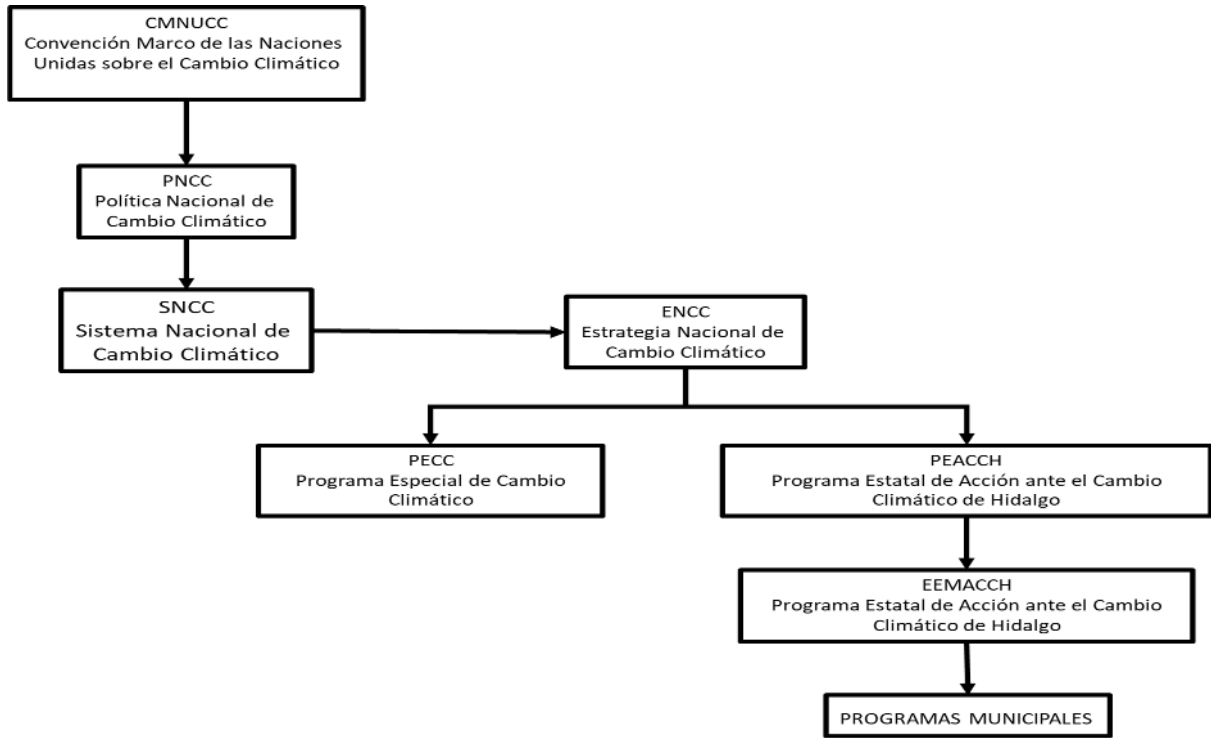 CMNUCC
Convención Marco de las Naciones
Unidas sobre el Cambio Climático
PNCC
Política Nacional de
Cambio Climático
SNCC
Sistema Nacional de
Cambio Climático
ENCC
Estrategia Nacional de
Cambio Climático
PECC
Programa Especial de Cambio
Climático
PEACCH
Programa Estatal de Acción ante el Cambio
Climático de Hidalgo
EEMACCH
Programa Estatal de Acción ante el Cambio
Climático de Hidalgo
PROGRAMAS MUNICIPALES